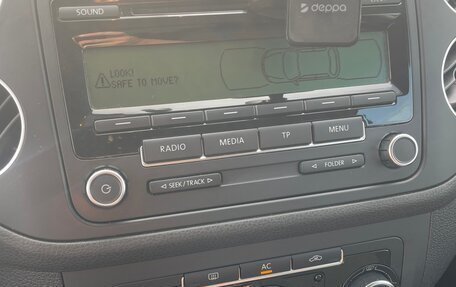 SOUND
deppa
LOOK!
SAFE TO MOVE?
RADIO
MEDIA
TP
MENU
SEEK / TRACK
FOLDER
AC